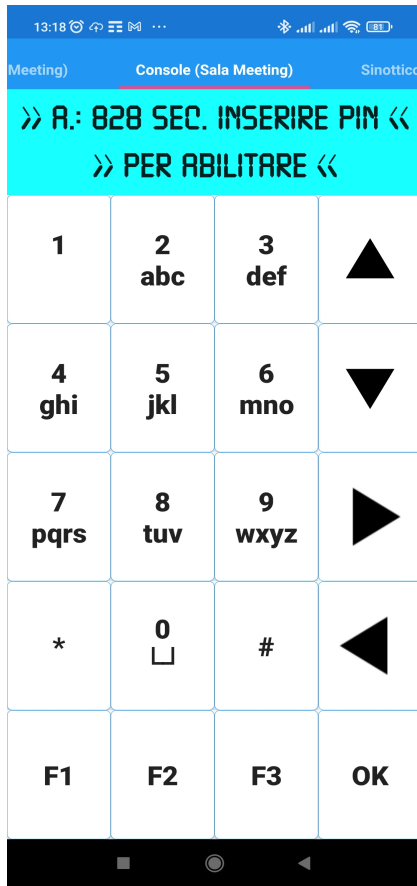 13:18 81
Meeting) Console (Sala Meeting) Sinottico
>> A.: 828 SEC. INSERIRE PIN <<
>> PER ABILITARE <<
1 2 3
abc def
4 5 6
ghi jkl mno
7 8 9
pqrs tuv wxyz
* 0 #
F1 F2 F3 OK